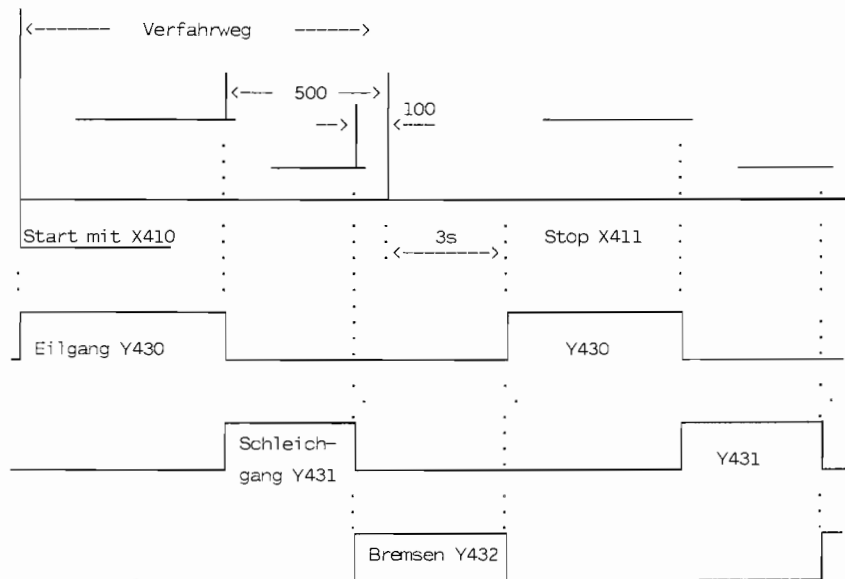 <------- Verfahrweg ------>
<---- 500 --->
--> 100 <---
Start mit X410
3s
<-------->
Stop X411
Eilgang Y430
Y430
Schleich-
gang Y431
Y431
Bremsen Y432